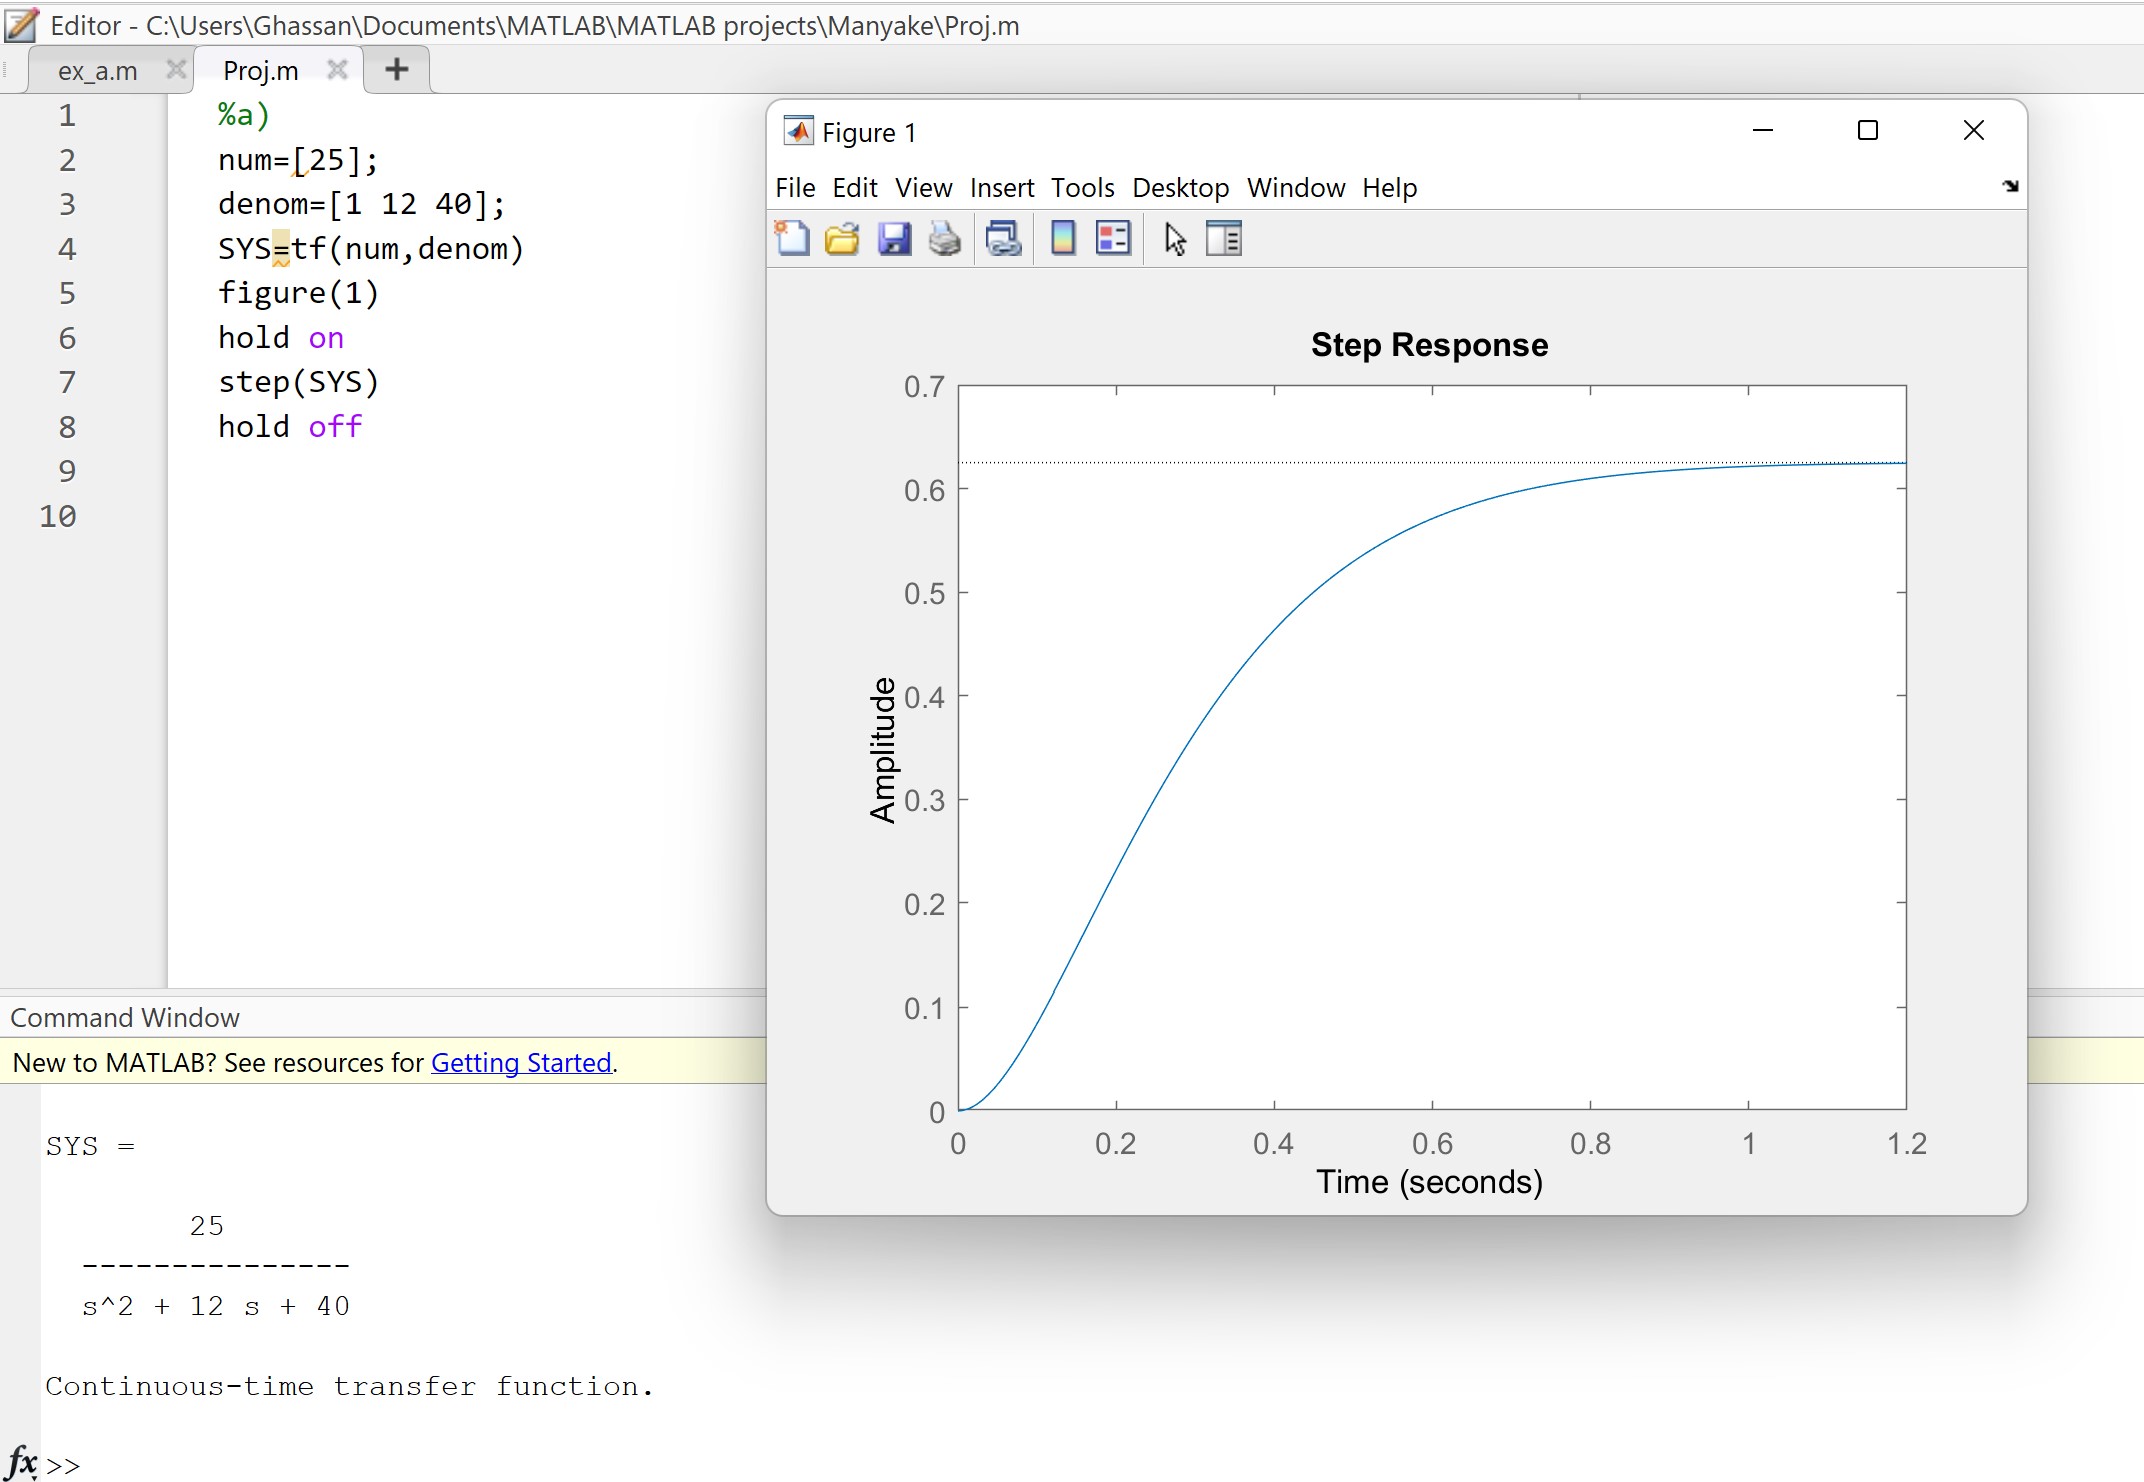 Editor - C:\Users\Ghassan\Documents\MATLAB\MATLAB projects\Manyake\Proj.m
ex_a.m Proj.m +
1 %a)
2 num=[25];
3 denom=[1 12 40];
4 SYS=tf(num,denom)
5 figure(1)
6 hold on
7 step(SYS)
8 hold off
9
10
Figure 1
File Edit View Insert Tools Desktop Window Help
Step Response
0.7
0.6
0.5
0.4
0.3
0.2
0.1
0
Amplitude
0 0.2 0.4 0.6 0.8 1 1.2
Time (seconds)
Command Window
New to MATLAB? See resources for Getting Started.
SYS =
25
---------------
s^2 + 12 s + 40
Continuous-time transfer function.
fx >>